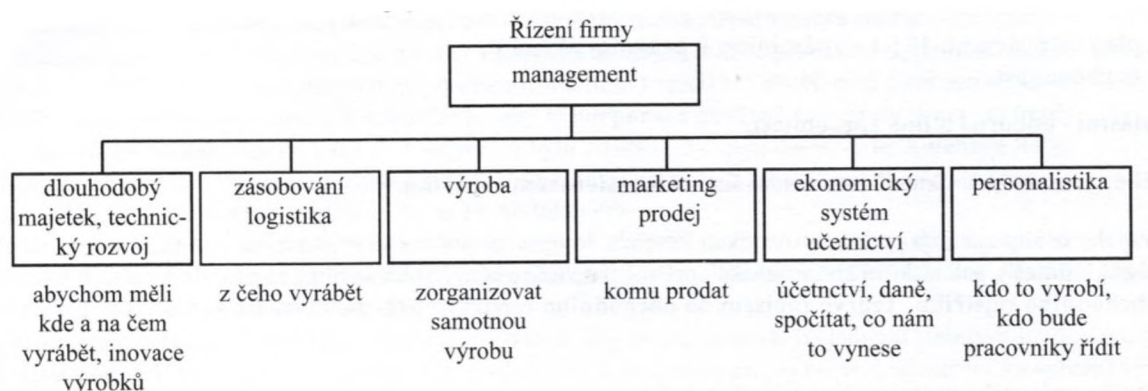 Řízení firmy
management
dlouhodobý
majetek, technic-
ký rozvoj
zásobování
logistika
výroba
marketing
prodej
ekonomický
systém
učetnictví
personalistika
abychom měli
kde a na čem
vyrábět, inovace
výrobků
z čeho vyrábět
zorganizovat
samotnou
výrobu
komu prodat
účetnictví, daně,
spočítat, co nám
to vynese
kdo to vyrobí,
kdo bude
pracovníky řídit